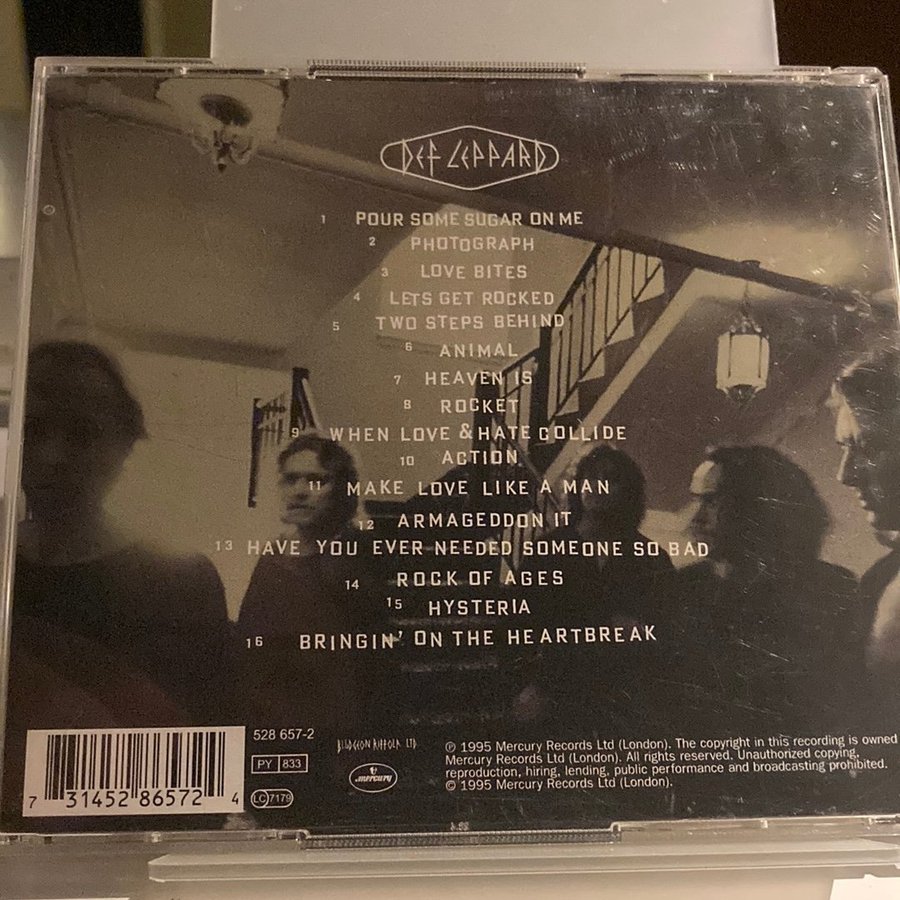 DEF LEPPARD
1 POUR SOME SUGAR ON ME
2 PHOTOGRAPH
3 LOVE BITES
4 LETS GET ROCKED
5 TWO STEPS BEHIND
6 ANIMAL
7 HEAVEN IS
8 ROCKET
9 WHEN LOVE & HATE COLLIDE
10 ACTION
11 MAKE LOVE LIKE A MAN
12 ARMAGEDDON IT
13 HAVE YOU EVER NEEDED SOMEONE SO BAD
14 ROCK OF AGES
15 HYSTERIA
16 BRINGIN' ON THE HEARTBREAK
528 657-2
PY 833
LC 7179
7 31452 86572 4
BLUDGEON RIFFOLA LTD
mercury
℗ 1995 Mercury Records Ltd (London). The copyright in this recording is owned
Mercury Records Ltd (London). All rights reserved. Unauthorized copying,
reproduction, hiring, lending, public performance and broadcasting prohibited.
© 1995 Mercury Records Ltd (London).